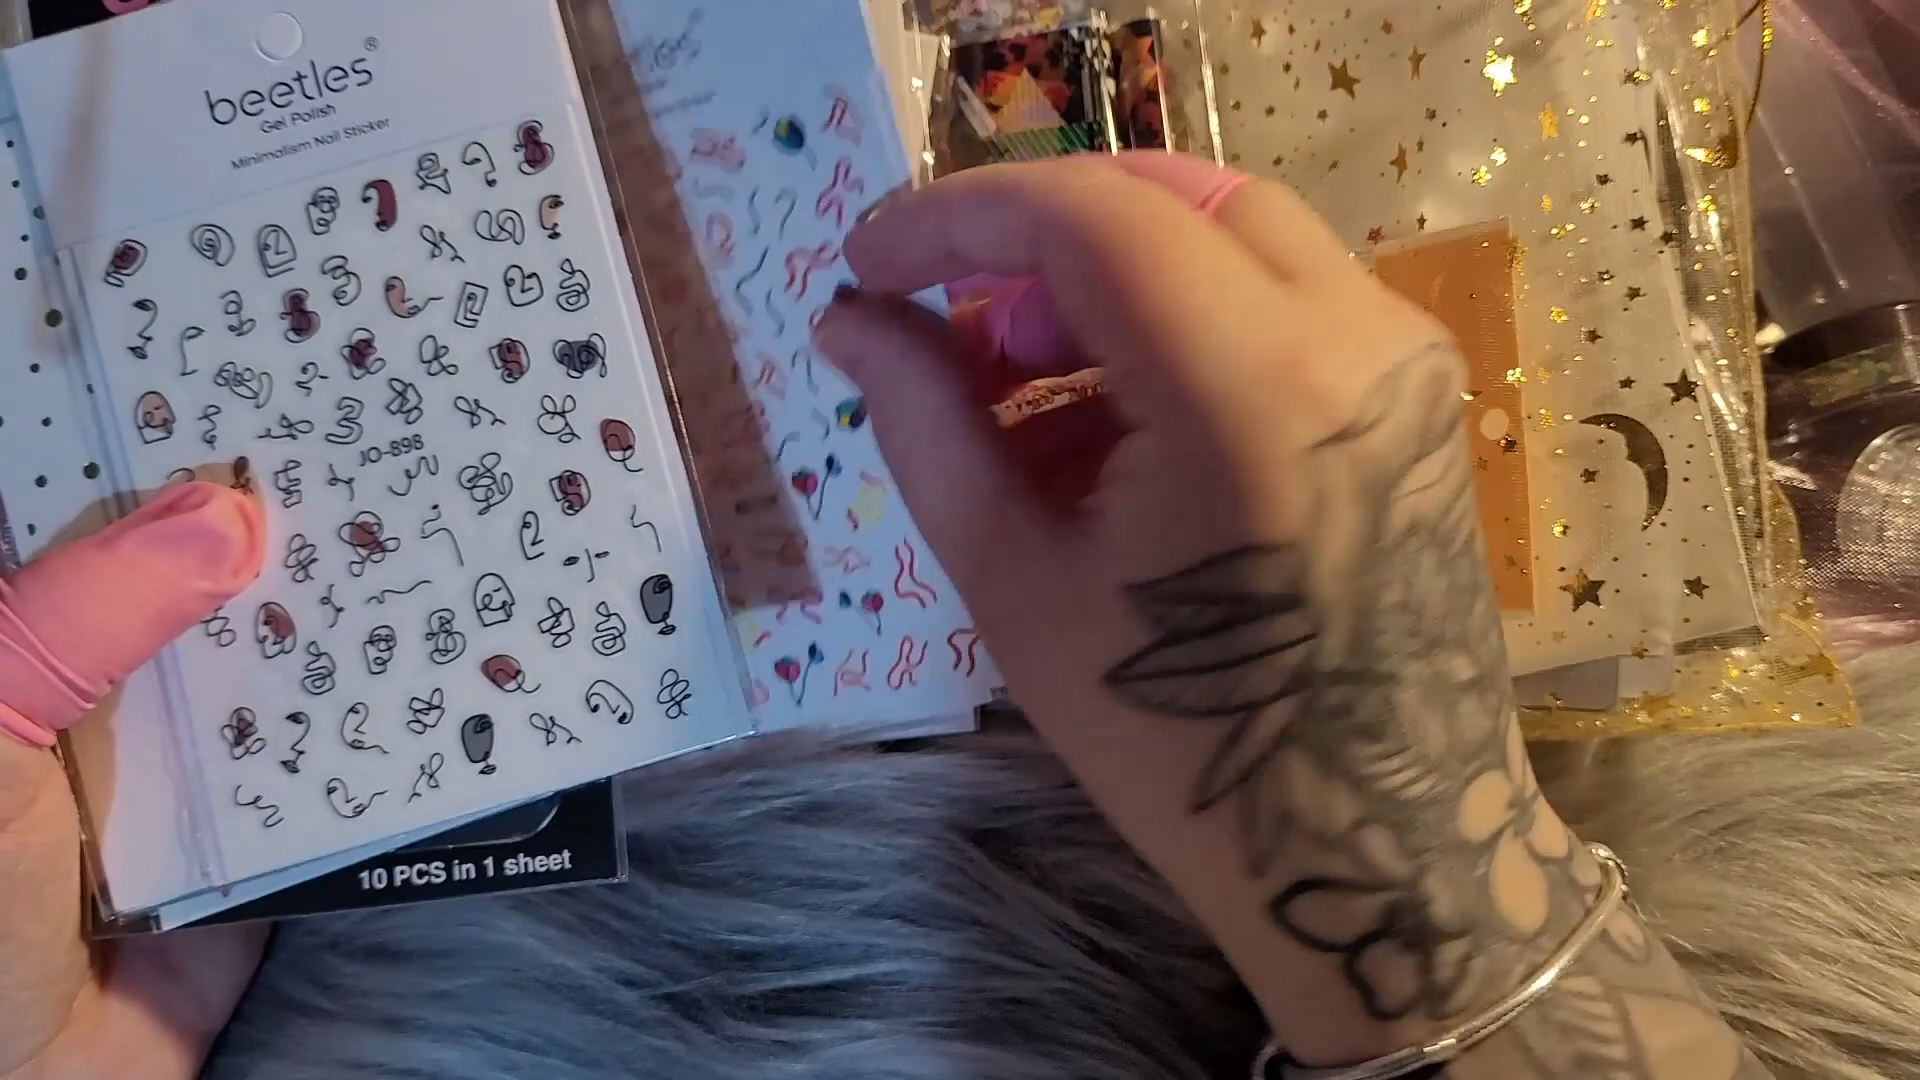 beetles®
Gel Polish
Minimalism Nail Sticker
JO-898
10 PCS in 1 sheet